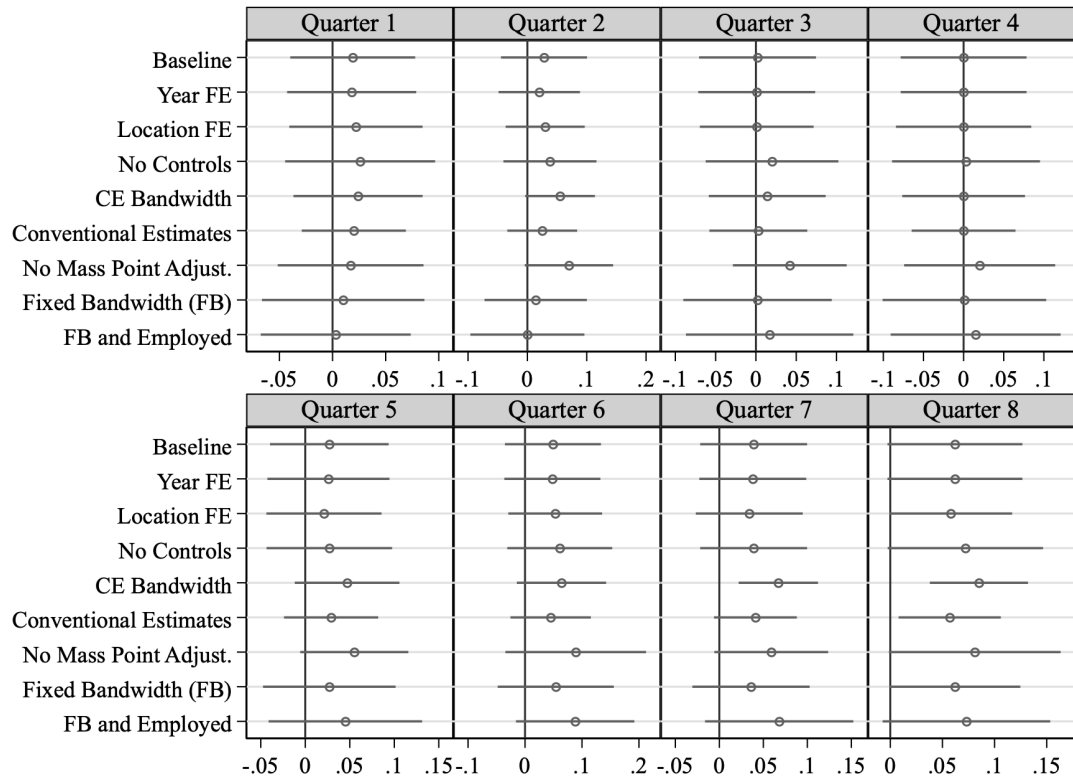 Quarter 1 Quarter 2 Quarter 3 Quarter 4
Baseline
Year FE
Location FE
No Controls
CE Bandwidth
Conventional Estimates
No Mass Point Adjust.
Fixed Bandwidth (FB)
FB and Employed
-.05 0 .05 .1 -.1 0 .1 .2 -.1 -.05 0 .05 .1 -.1 -.05 0 .05 .1
Quarter 5 Quarter 6 Quarter 7 Quarter 8
Baseline
Year FE
Location FE
No Controls
CE Bandwidth
Conventional Estimates
No Mass Point Adjust.
Fixed Bandwidth (FB)
FB and Employed
-.05 0 .05 .1 .15 -.1 0 .1 .2 -.05 0 .05 .1 .15 0 .05 .1 .15